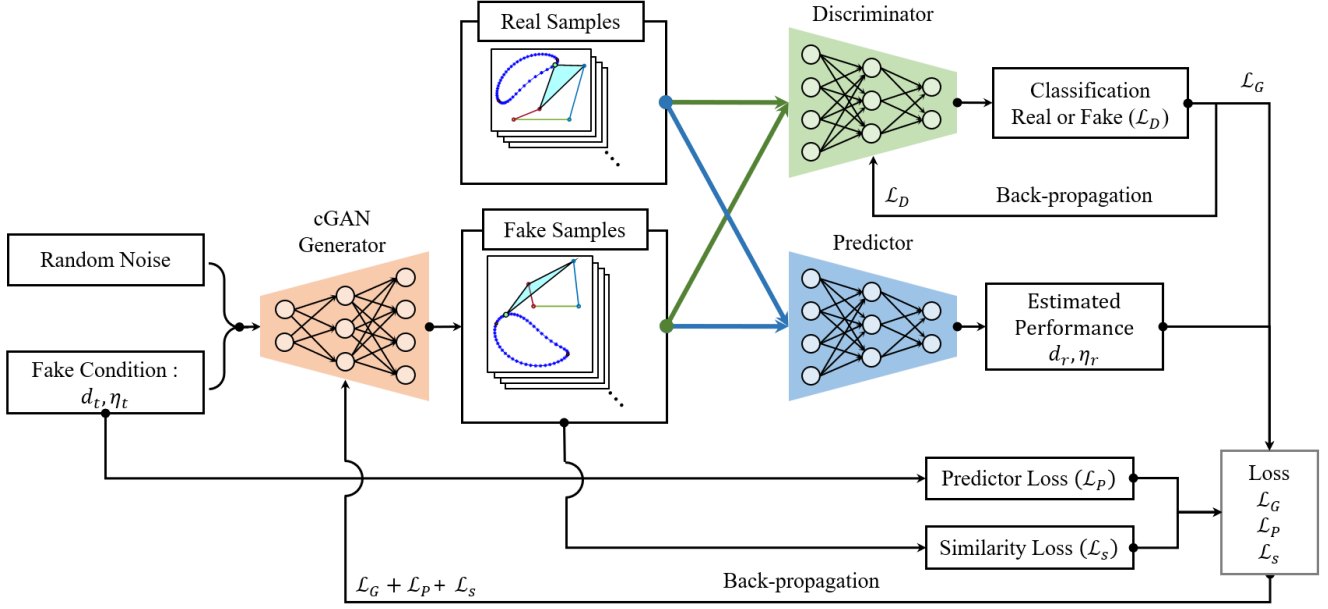 Real Samples
Discriminator
Classification
Real or Fake (ℒ_D)
ℒ_G
Back-propagation
ℒ_D
cGAN
Generator
Fake Samples
Predictor
Random Noise
Fake Condition :
d_t, η_t
Estimated
Performance
d_r, η_r
Predictor Loss (ℒ_P)
Similarity Loss (ℒ_s)
Loss
ℒ_G
ℒ_P
ℒ_s
ℒ_G + ℒ_P + ℒ_s
Back-propagation